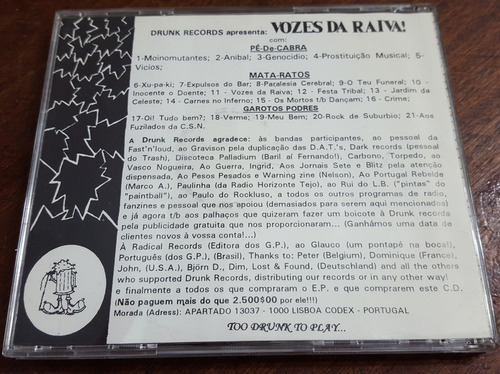 DRUNK RECORDS apresenta: VOZES DA RAIVA!
com:
PÉ-De-CABRA
1-Moinomutantes; 2-Anibal; 3-Genocidio; 4-Prostituição Musical; 5-
Vicios;
MATA-RATOS
6-Xu-pa-ki; 7-Expulsos do Bar; 8-Paralesia Cerebral; 9-O Teu Funeral; 10 -
Inocente o Doente; 11 - Vozes da Raiva; 12 - Festa Tribal; 13 - Jardim da
Celeste; 14 - Carnes no Inferno; 15 - Os Mortos t/b Dançam; 16 - Crime;
GAROTOS PODRES
17-Oi! Tudo bem?; 18-Verme; 19-Meu Bem; 20-Rock de Suburbio; 21-Aos
Fuzilados da C.S.N.
A Drunk Records agradece: às bandas participantes, ao pessoal da
Fast'n'loud, ao Gravison pela duplicação das D.A.T.'s, Dark records (pessoal
do Trash), Discoteca Palladium (Baril aí Fernando!), Carbono, Torpedo, ao
Vasco Nogueira, Ao Guerra, Ingrid, Aos Jornais Sete e Blitz pela atenção
dispensada, Ao Pesos Pesados e Warning zine (Nelson), Ao Portugal Rebelde
(Marco A.), Paulinha (da Radio Horizonte Tejo), ao Rui do L.B. ("pintas" do
"paintball"), ao Paulo do Rockluso, a todos os outros programas de radio,
fanzines e pessoal que nos apoiou (demasiados para serem aqui mencionados)
e já agora t/b aos palhaços que quizeram fazer um boicote à Drunk records
pela publicidade gratuita que nos proporcionaram... (Ganhámos uma data de
clientes novos à vossa conta!...)
À Radical Records (Editora dos G.P.), ao Glauco (um pontapé na boca!),
Português (dos G.P.), (Brasil), Thanks to: Peter (Belgium), Dominique (France),
John, (U.S.A.), Björn D., Dim, Lost & Found, (Deutschland) and all the others
who supported Drunk Records, distributing our records or in any other way!
e finalmente a todos os que compraram o E.P. e que comprarem este C.D.
(Não paguem mais do que 2.500$00 por ele!!!)
Morada (Adress): APARTADO 13037 - 1000 LISBOA CODEX - PORTUGAL
TOO DRUNK TO PLAY...